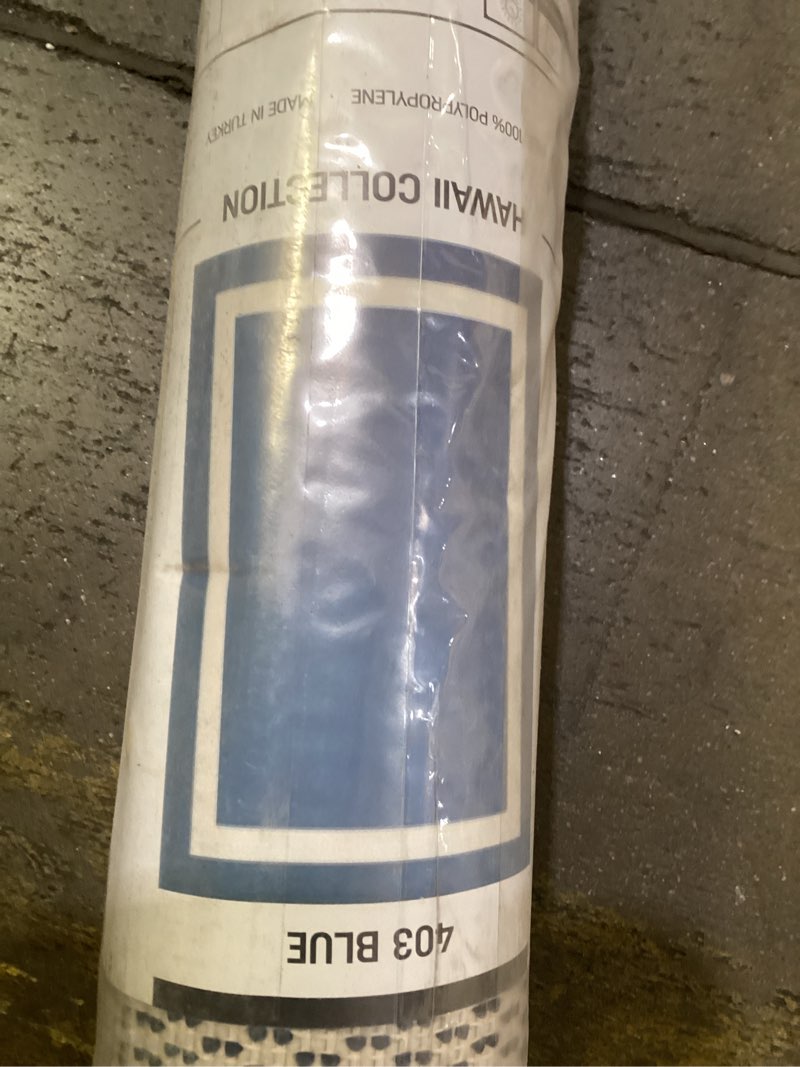 403 BLUE
HAWAII COLLECTION
100% POLYPROPYLENE MADE IN TURKEY